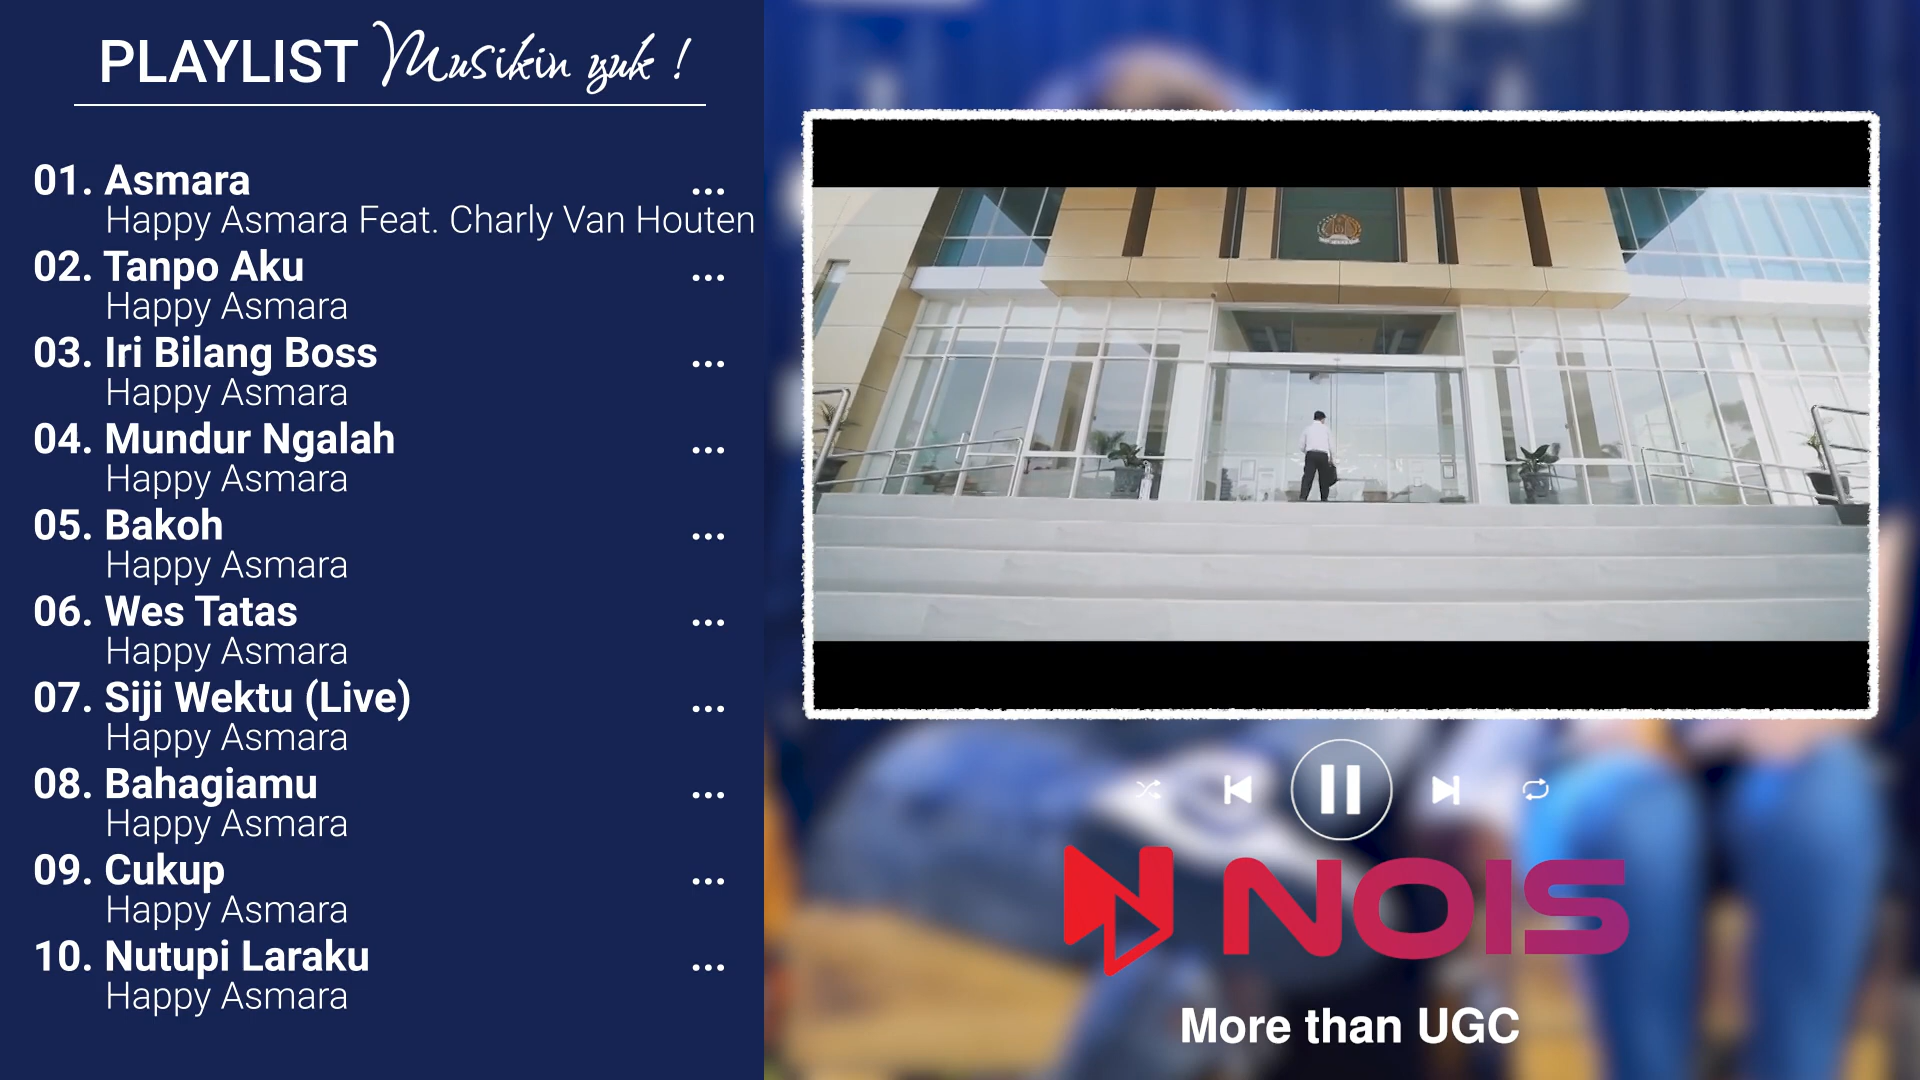 PLAYLIST Musikin yuk !
01. Asmara ...
Happy Asmara Feat. Charly Van Houten
02. Tanpo Aku ...
Happy Asmara
03. Iri Bilang Boss ...
Happy Asmara
04. Mundur Ngalah ...
Happy Asmara
05. Bakoh ...
Happy Asmara
06. Wes Tatas ...
Happy Asmara
07. Siji Wektu (Live) ...
Happy Asmara
08. Bahagiamu ...
Happy Asmara
09. Cukup ...
Happy Asmara
10. Nutupi Laraku ...
Happy Asmara
NOIS
More than UGC